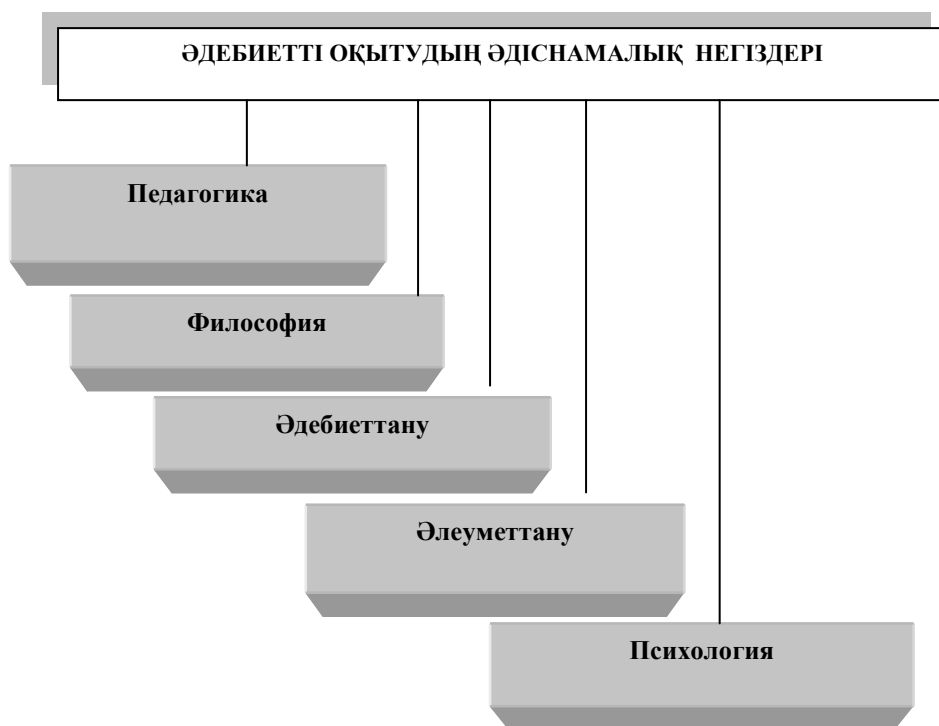 ӘДЕБИЕТТІ ОҚЫТУДЫҢ ӘДІСНАМАЛЫҚ НЕГІЗДЕРІ
Педагогика
Философия
Әдебиеттану
Әлеуметтану
Психология